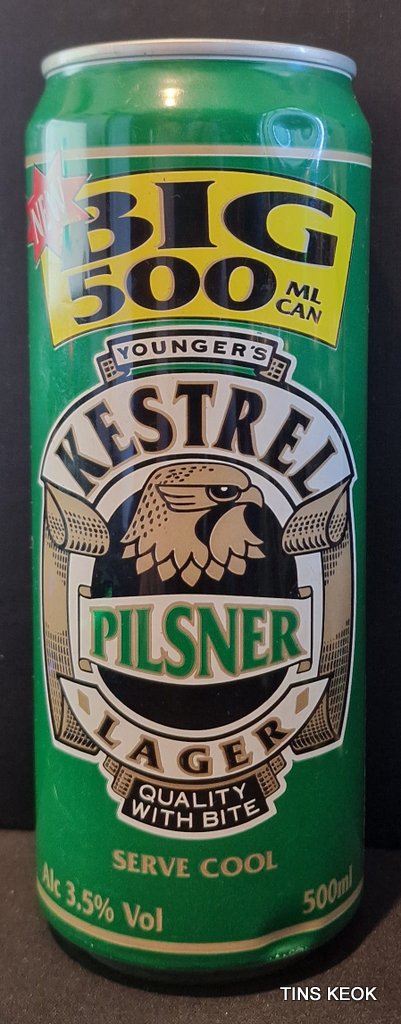 NEW
BIG
500 ML
CAN
YOUNGER'S
KESTREL
PILSNER
LAGER
QUALITY
WITH BITE
SERVE COOL
Alc 3.5% Vol
500ml
TINS KEOK